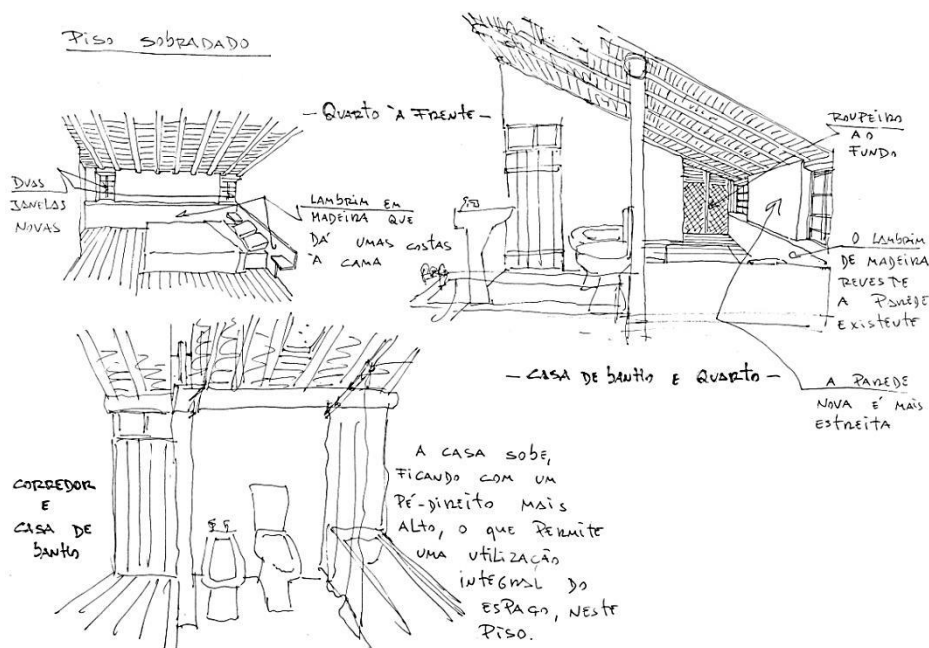 PISO SOBRADADO
- QUARTO À FRENTE -
DUAS
JANELAS
NOVAS
LAMBRIM EM
MADEIRA QUE
DÁ UMAS COSTAS
À CAMA
ROUPEIRO
AO
FUNDO
O LAMBRIM
DE MADEIRA
REVESTE
A PAREDE
EXISTENTE
- CASA DE BANHO E QUARTO -
A PAREDE
NOVA É MAIS
ESTREITA
CORREDOR
E
CASA DE
BANHO
A CASA SOBE,
FICANDO COM UM
PÉ-DIREITO MAIS
ALTO, O QUE PERMITE
UMA UTILIZAÇÃO
INTEGRAL DO
ESPAÇO, NESTE
PISO.